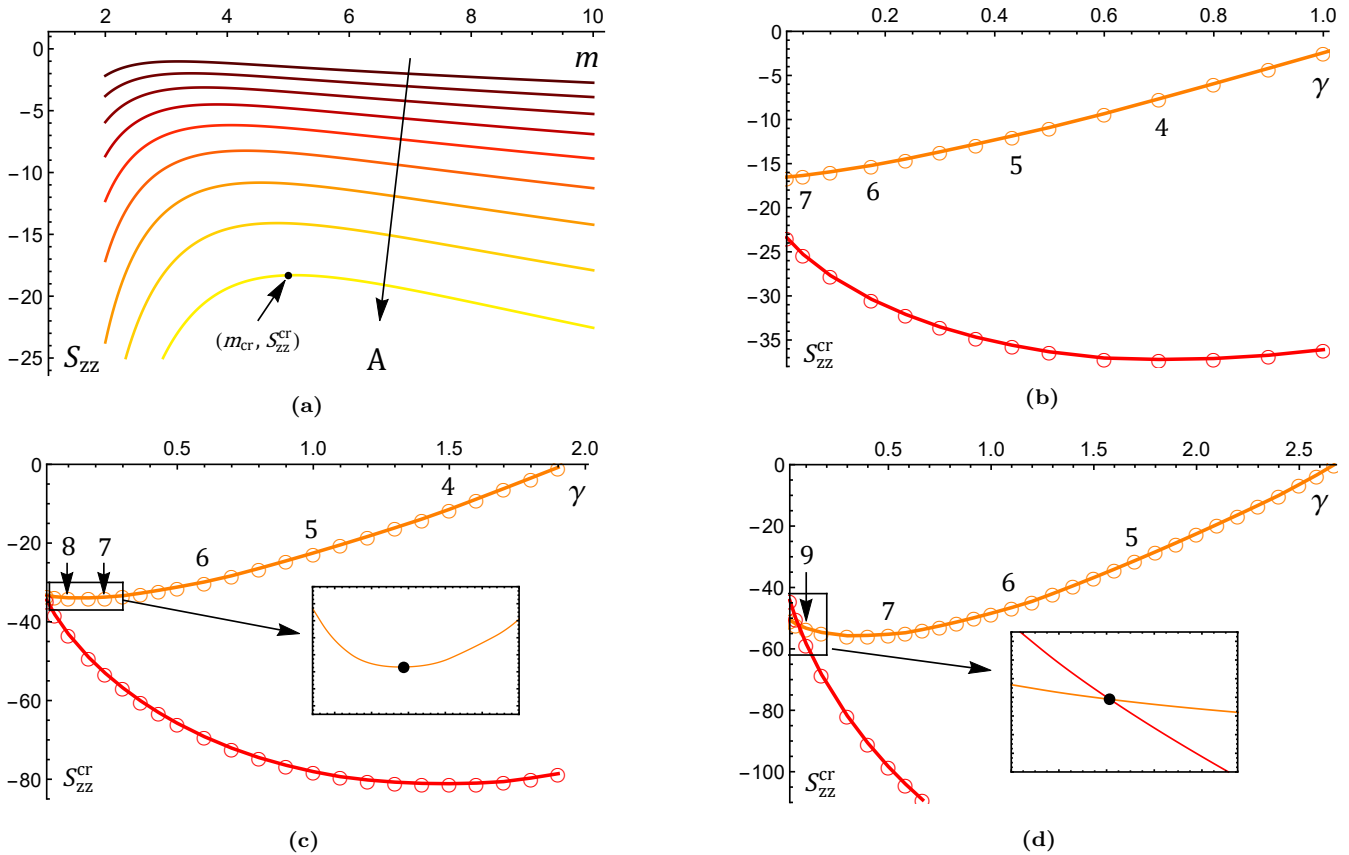 2 4 6 8 10
0
−5
−10
−15
−20
−25
m
(m_cr, S_zz^cr)
S_zz
A
(a)
0.2 0.4 0.6 0.8 1.0
0
−5
−10
−15
−20
−25
−30
−35
γ
4
5
6
7
S_zz^cr
(b)
0.5 1.0 1.5 2.0
0
−20
−40
−60
−80
γ
4
5
6
8 7
S_zz^cr
(c)
0.5 1.0 1.5 2.0 2.5
0
−20
−40
−60
−80
−100
γ
5
9
6
7
S_zz^cr
(d)